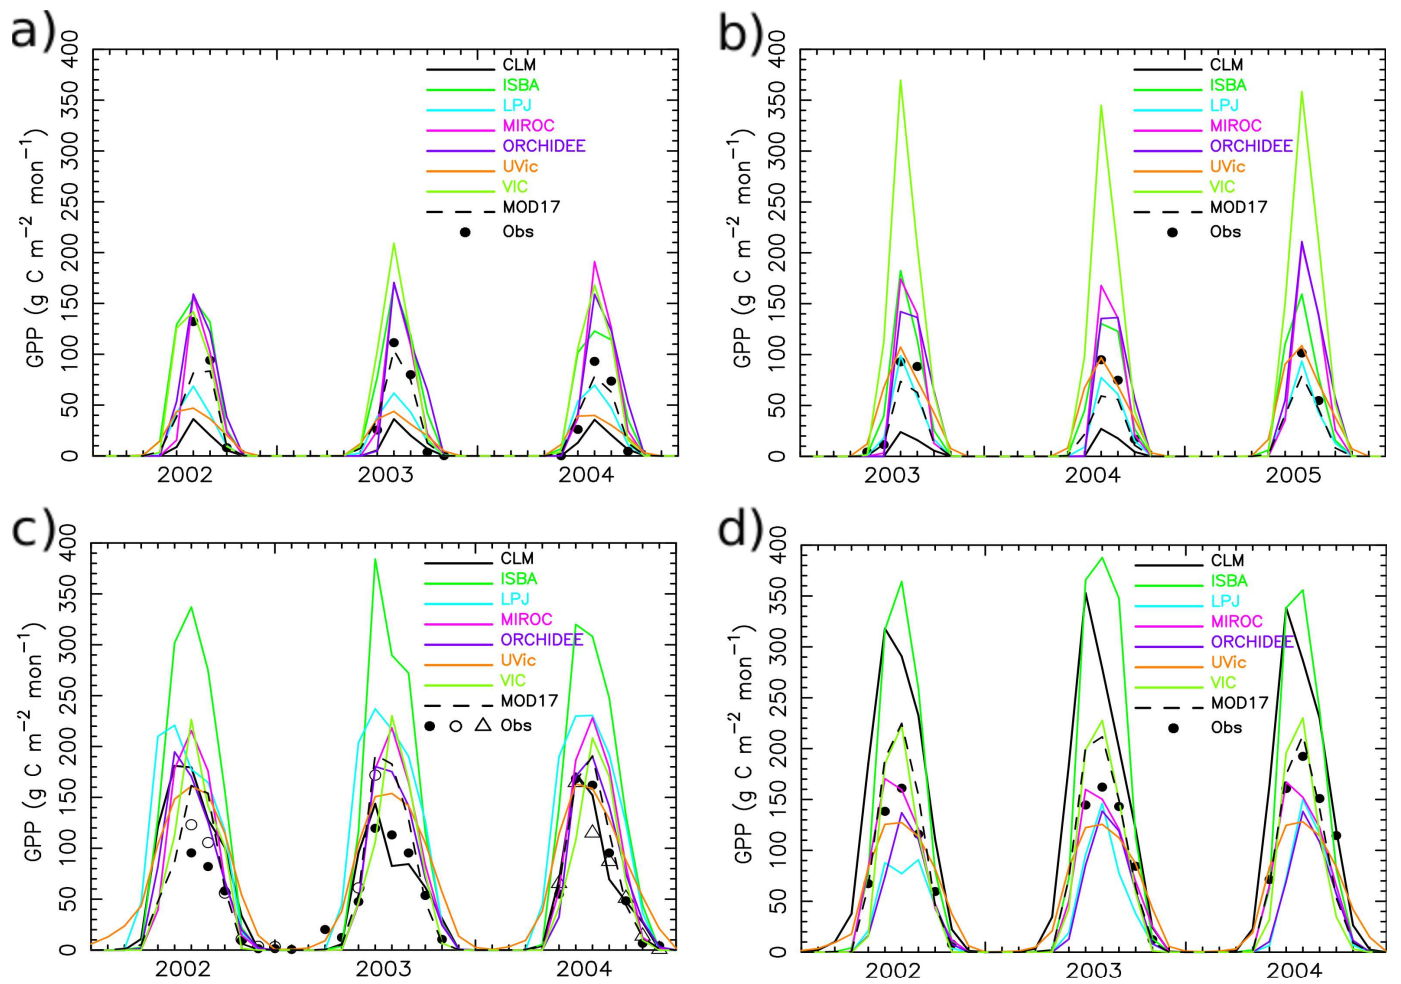 a)
400
350
300
250
200
150
100
50
0
GPP (g C m⁻² mon⁻¹)
CLM
ISBA
LPJ
MIROC
ORCHIDEE
UVic
VIC
MOD17
Obs
2002
2003
2004
b)
400
350
300
250
200
150
100
50
0
GPP (g C m⁻² mon⁻¹)
CLM
ISBA
LPJ
MIROC
ORCHIDEE
UVic
VIC
MOD17
Obs
2003
2004
2005
c)
400
350
300
250
200
150
100
50
0
GPP (g C m⁻² mon⁻¹)
CLM
ISBA
LPJ
MIROC
ORCHIDEE
UVic
VIC
MOD17
Obs
2002
2003
2004
d)
400
350
300
250
200
150
100
50
0
GPP (g C m⁻² mon⁻¹)
CLM
ISBA
LPJ
MIROC
ORCHIDEE
UVic
VIC
MOD17
Obs
2002
2003
2004